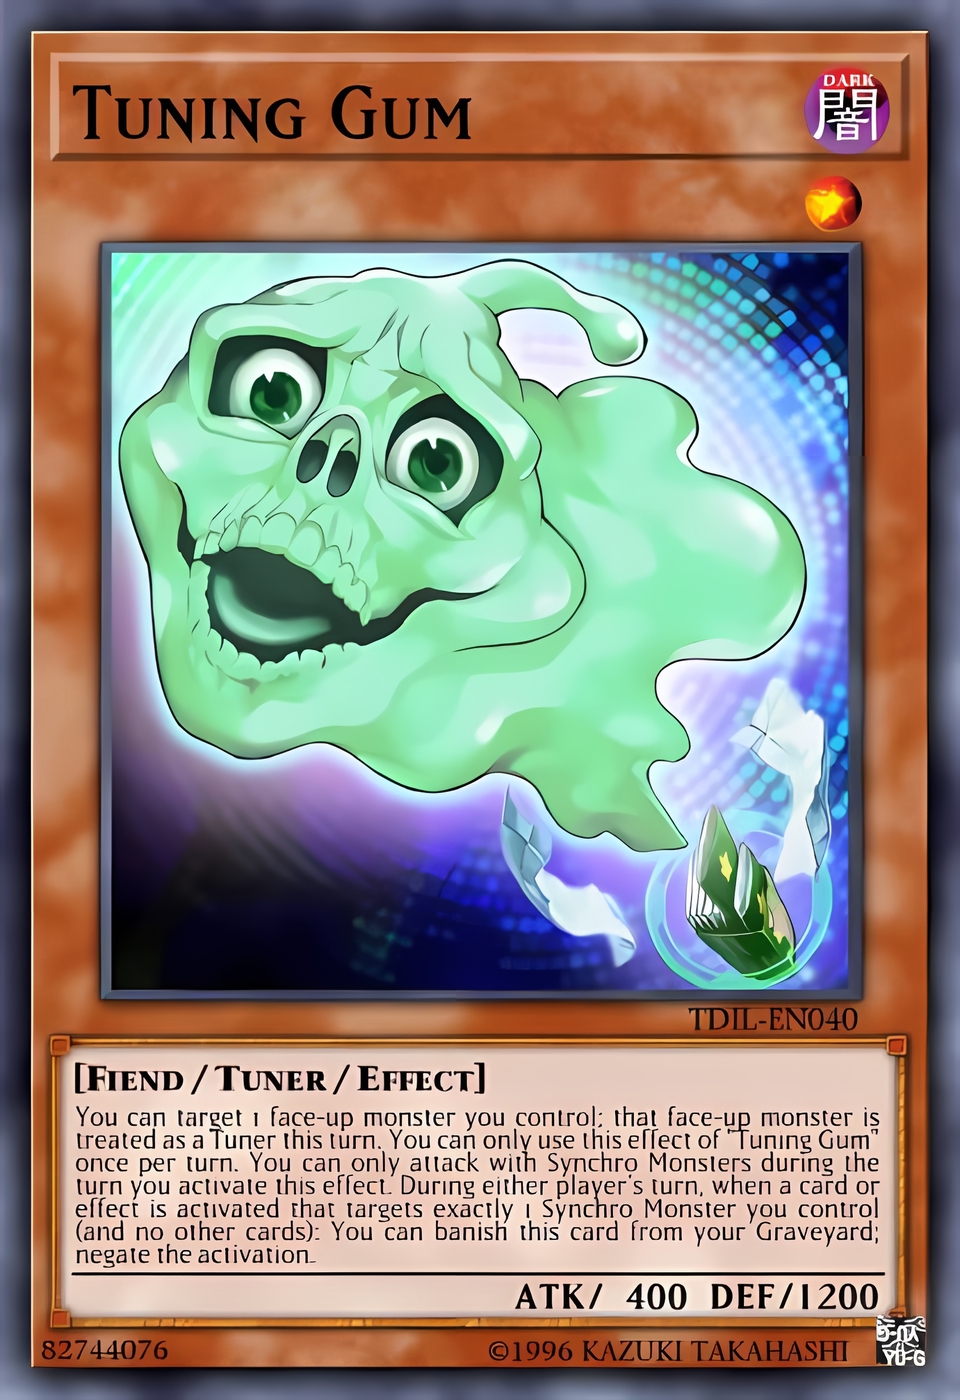 TUNING GUM
DARK
闇
TDIL-EN040
[FIEND / TUNER / EFFECT]
You can target 1 face-up monster you control; that face-up monster is
treated as a Tuner this turn. You can only use this effect of "Tuning Gum"
once per turn. You can only attack with Synchro Monsters during the
turn you activate this effect. During either player's turn, when a card or
effect is activated that targets exactly 1 Synchro Monster you control
(and no other cards): You can banish this card from your Graveyard;
negate the activation.
ATK/ 400 DEF/1200
82744076
©1996 KAZUKI TAKAHASHI